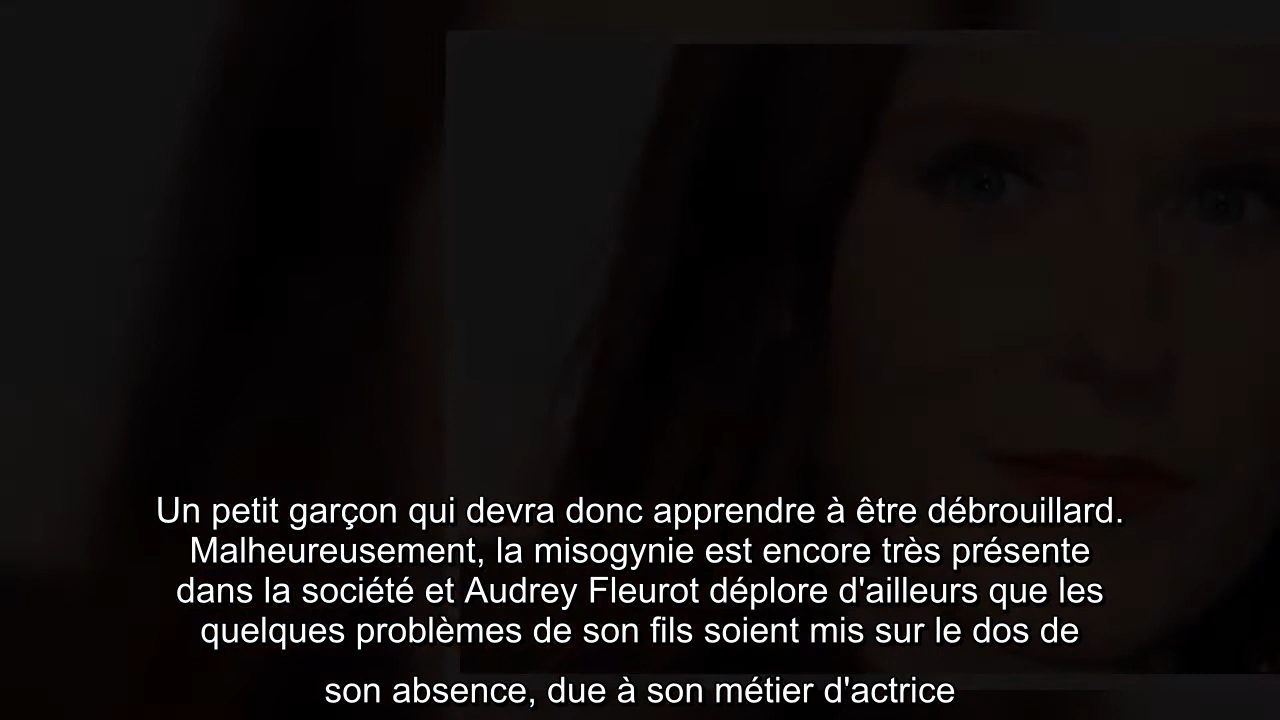 Un petit garçon qui devra donc apprendre à être débrouillard.
Malheureusement, la misogynie est encore très présente
dans la société et Audrey Fleurot déplore d'ailleurs que les
quelques problèmes de son fils soient mis sur le dos de
son absence, due à son métier d'actrice